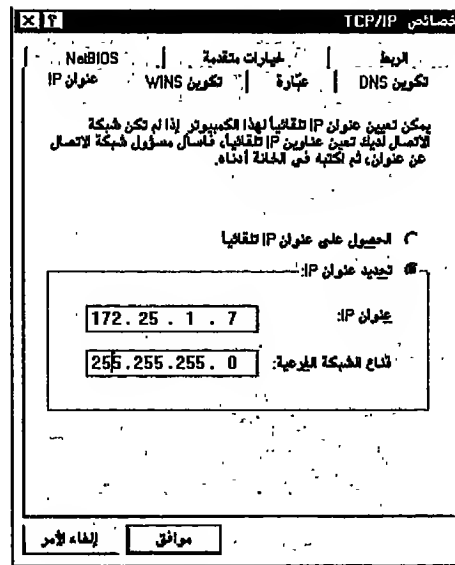 خصائص TCP/IP
الربط خيارات متقدمة NetBIOS
تكوين DNS عبّارة تكوين WINS عنوان IP
يمكن تعيين عنوان IP تلقائياً لهذا الكمبيوتر. إذا لم تكن شبكة
الاتصال لديك تعين عناوين IP تلقائياً، فاسأل مسؤول شبكة الاتصال
عن عنوان، ثم اكتبه في الخانة أدناه.
الحصول على عنوان IP تلقائياً
تحديد عنوان IP:
عنوان IP: 172.25.1.7
قناع الشبكة الفرعية: 255.255.255.0
موافق إلغاء الأمر